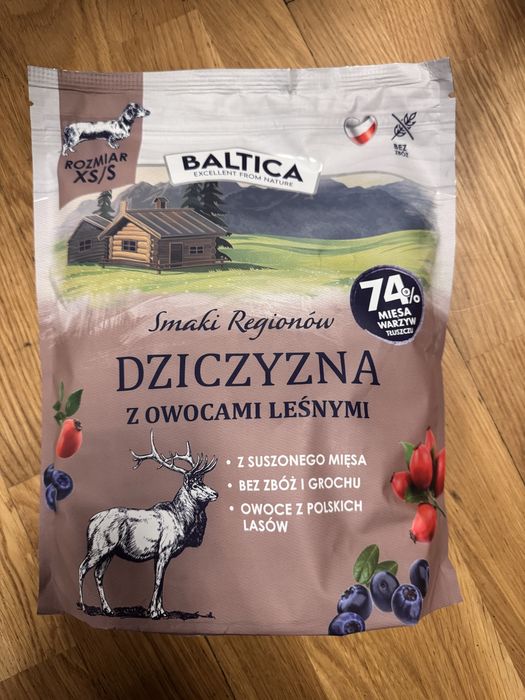 ROZMIAR
XS/S
BALTICA
EXCELLENT FROM NATURE
BEZ
ZBÓŻ
74%
MIĘSA
WARZYW
TŁUSZCZU
Smaki Regionów
DZICZYZNA
Z OWOCAMI LEŚNYMI
• Z SUSZONEGO MIĘSA
• BEZ ZBÓŻ I GROCHU
• OWOCE Z POLSKICH
LASÓW